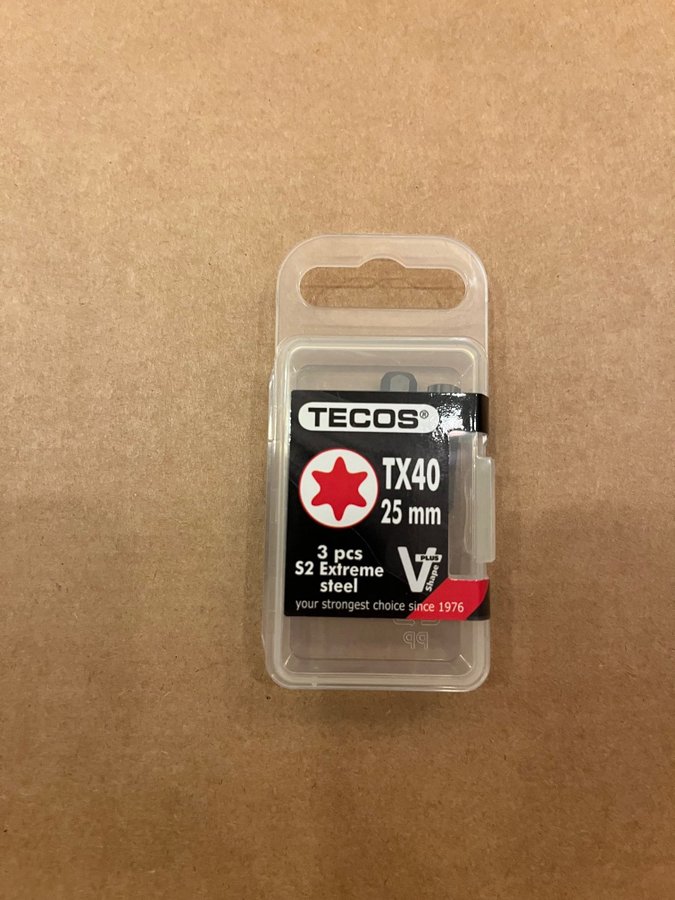 TECOS®
TX40
25 mm
3 pcs
S2 Extreme
steel
V+
PLUS
Shape
your strongest choice since 1976
PP